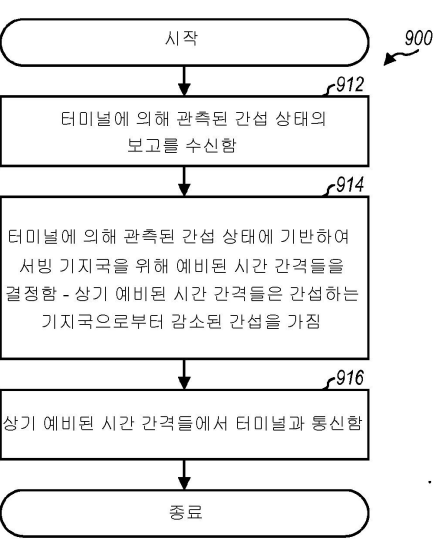 시작
900
912
터미널에 의해 관측된 간섭 상태의
보고를 수신함
914
터미널에 의해 관측된 간섭 상태에 기반하여
서빙 기지국을 위해 예비된 시간 간격들을
결정함 - 상기 예비된 시간 간격들은 간섭하는
기지국으로부터 감소된 간섭을 가짐
916
상기 예비된 시간 간격들에서 터미널과 통신함
종료